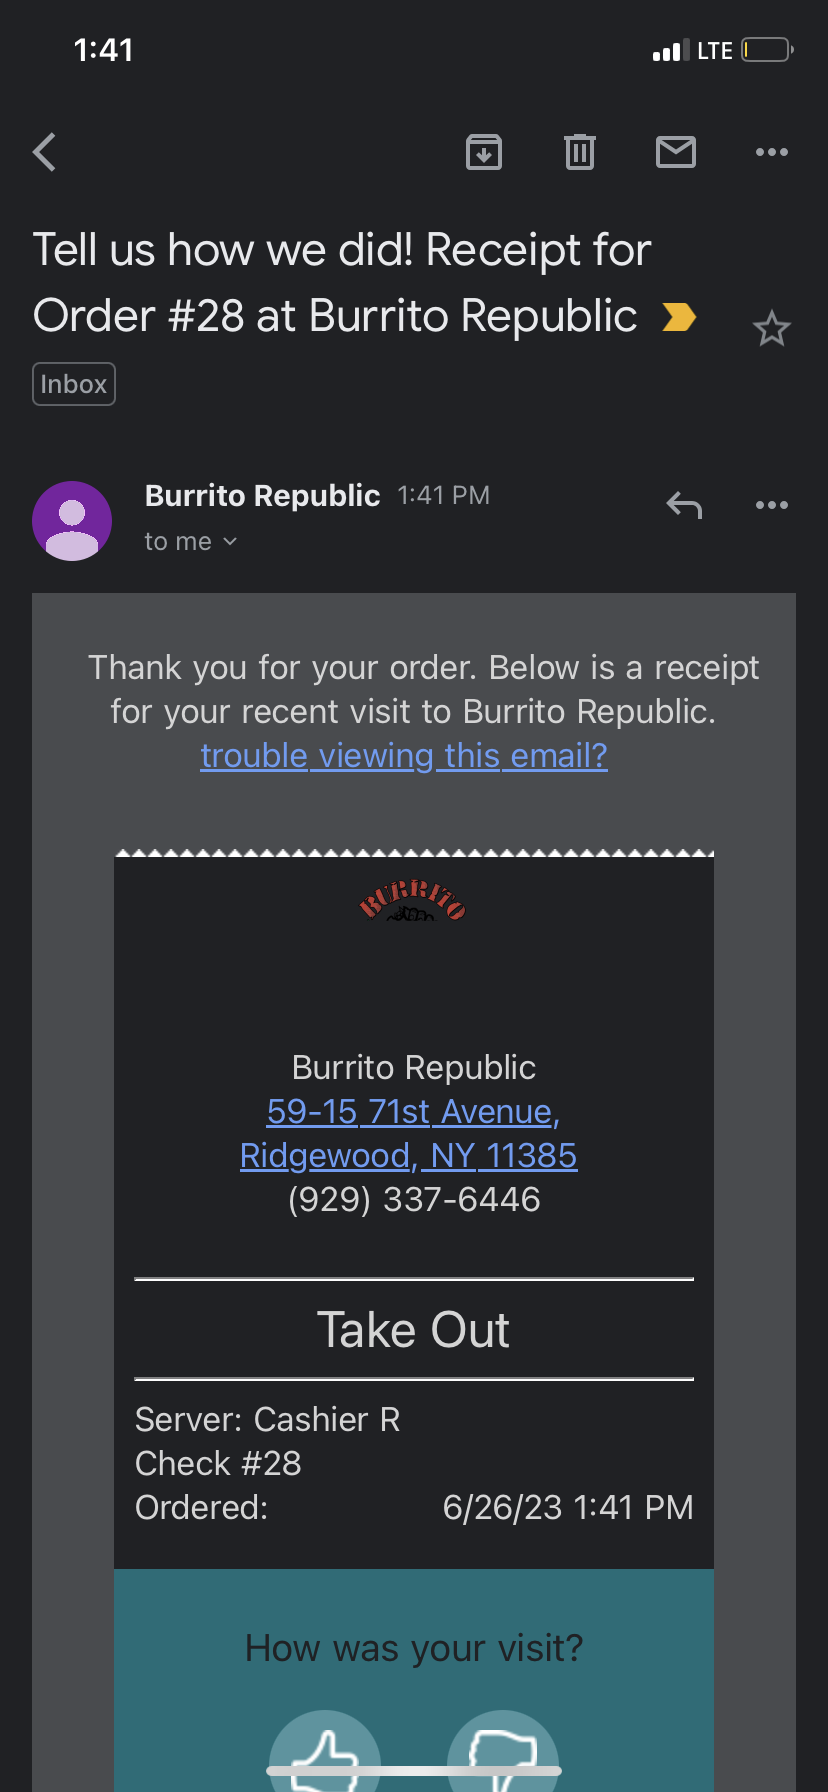 1:41
LTE
Tell us how we did! Receipt for
Order #28 at Burrito Republic
Inbox
Burrito Republic 1:41 PM
to me
Thank you for your order. Below is a receipt
for your recent visit to Burrito Republic.
trouble viewing this email?
BURRITO
Burrito Republic
59-15 71st Avenue,
Ridgewood, NY 11385
(929) 337-6446
Take Out
Server: Cashier R
Check #28
Ordered: 6/26/23 1:41 PM
How was your visit?